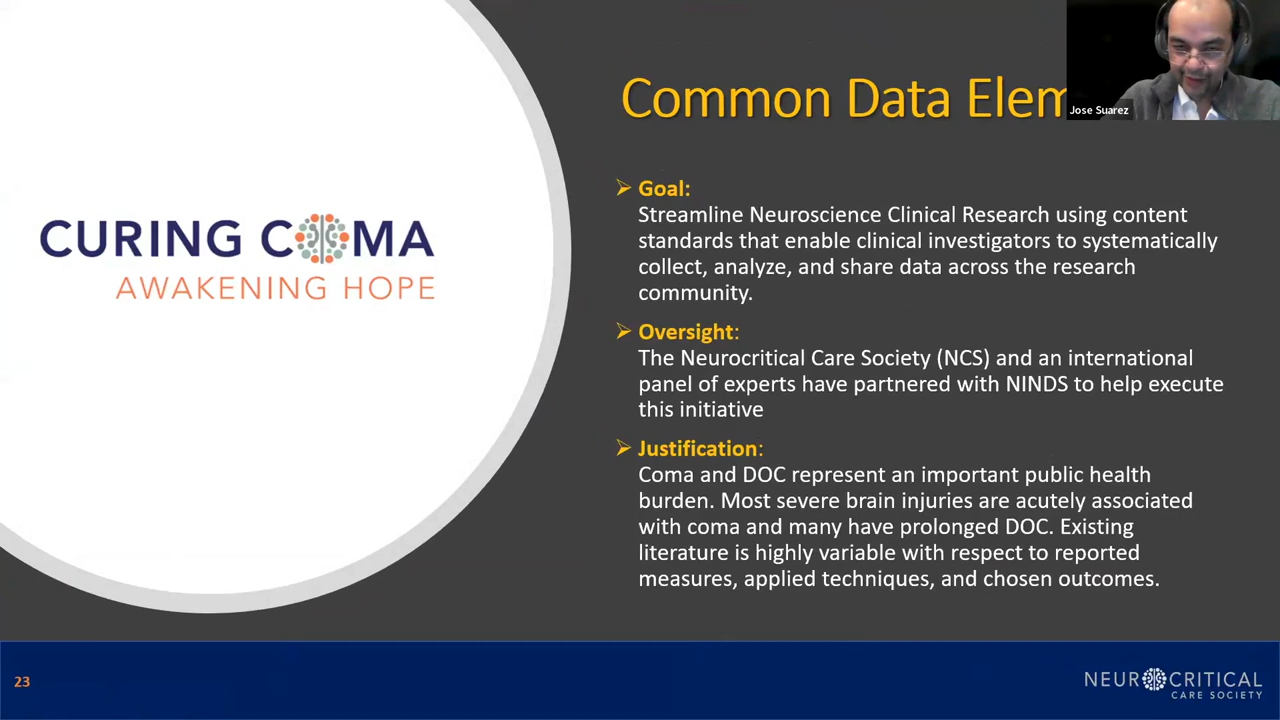 Common Data Elem
Jose Suarez
CURING COMA
AWAKENING HOPE
➢ Goal:
Streamline Neuroscience Clinical Research using content
standards that enable clinical investigators to systematically
collect, analyze, and share data across the research
community.
➢ Oversight:
The Neurocritical Care Society (NCS) and an international
panel of experts have partnered with NINDS to help execute
this initiative
➢ Justification:
Coma and DOC represent an important public health
burden. Most severe brain injuries are acutely associated
with coma and many have prolonged DOC. Existing
literature is highly variable with respect to reported
measures, applied techniques, and chosen outcomes.
23
NEUROCRITICAL
CARE SOCIETY